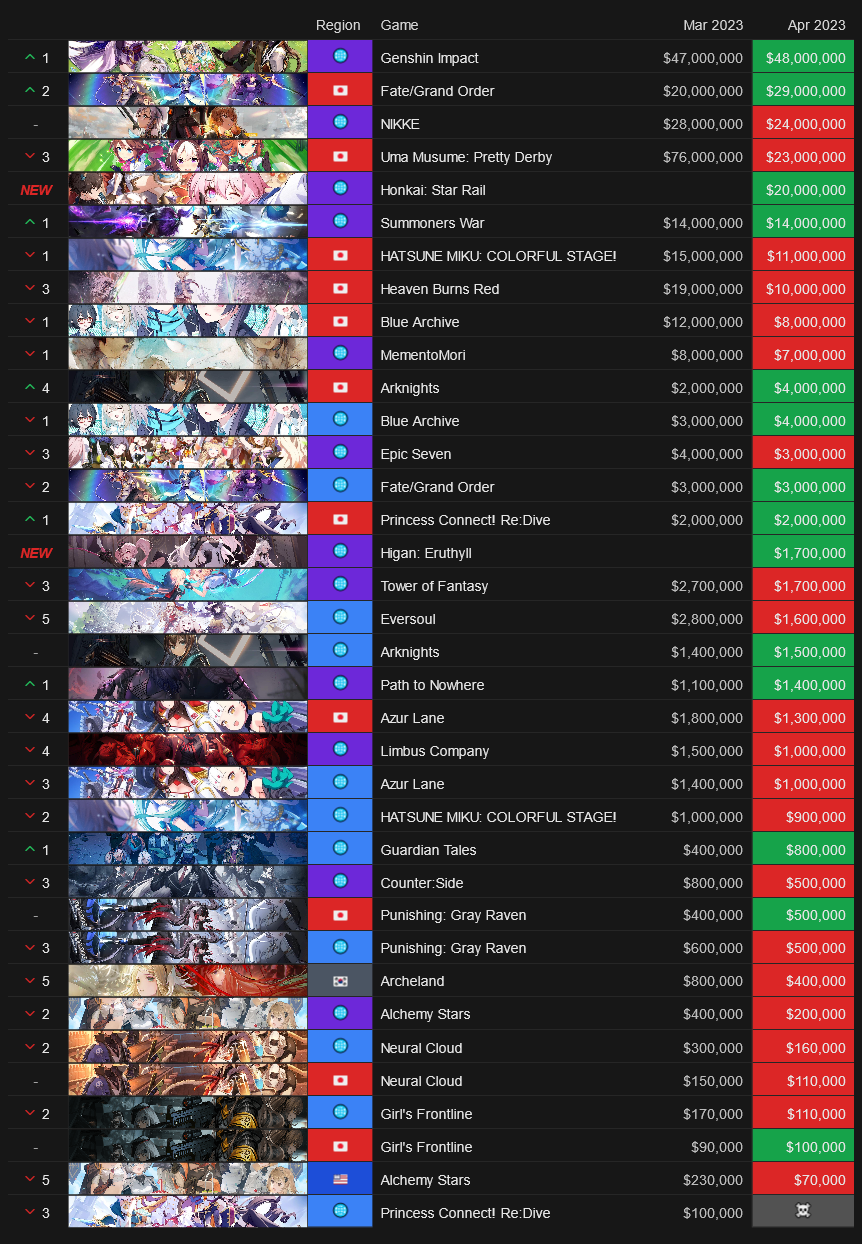 Region Game Mar 2023 Apr 2023
1 Genshin Impact $47,000,000 $48,000,000
2 Fate/Grand Order $20,000,000 $29,000,000
- NIKKE $28,000,000 $24,000,000
3 Uma Musume: Pretty Derby $76,000,000 $23,000,000
NEW Honkai: Star Rail $20,000,000
1 Summoners War $14,000,000 $14,000,000
1 HATSUNE MIKU: COLORFUL STAGE! $15,000,000 $11,000,000
3 Heaven Burns Red $19,000,000 $10,000,000
1 Blue Archive $12,000,000 $8,000,000
1 MementoMori $8,000,000 $7,000,000
4 Arknights $2,000,000 $4,000,000
1 Blue Archive $3,000,000 $4,000,000
3 Epic Seven $4,000,000 $3,000,000
2 Fate/Grand Order $3,000,000 $3,000,000
1 Princess Connect! Re:Dive $2,000,000 $2,000,000
NEW Higan: Eruthyll $1,700,000
3 Tower of Fantasy $2,700,000 $1,700,000
5 Eversoul $2,800,000 $1,600,000
- Arknights $1,400,000 $1,500,000
1 Path to Nowhere $1,100,000 $1,400,000
4 Azur Lane $1,800,000 $1,300,000
4 Limbus Company $1,500,000 $1,000,000
3 Azur Lane $1,400,000 $1,000,000
2 HATSUNE MIKU: COLORFUL STAGE! $1,000,000 $900,000
1 Guardian Tales $400,000 $800,000
3 Counter:Side $800,000 $500,000
- Punishing: Gray Raven $400,000 $500,000
3 Punishing: Gray Raven $600,000 $500,000
5 Archeland $800,000 $400,000
2 Alchemy Stars $400,000 $200,000
2 Neural Cloud $300,000 $160,000
- Neural Cloud $150,000 $110,000
2 Girl's Frontline $170,000 $110,000
- Girl's Frontline $90,000 $100,000
5 Alchemy Stars $230,000 $70,000
3 Princess Connect! Re:Dive $100,000